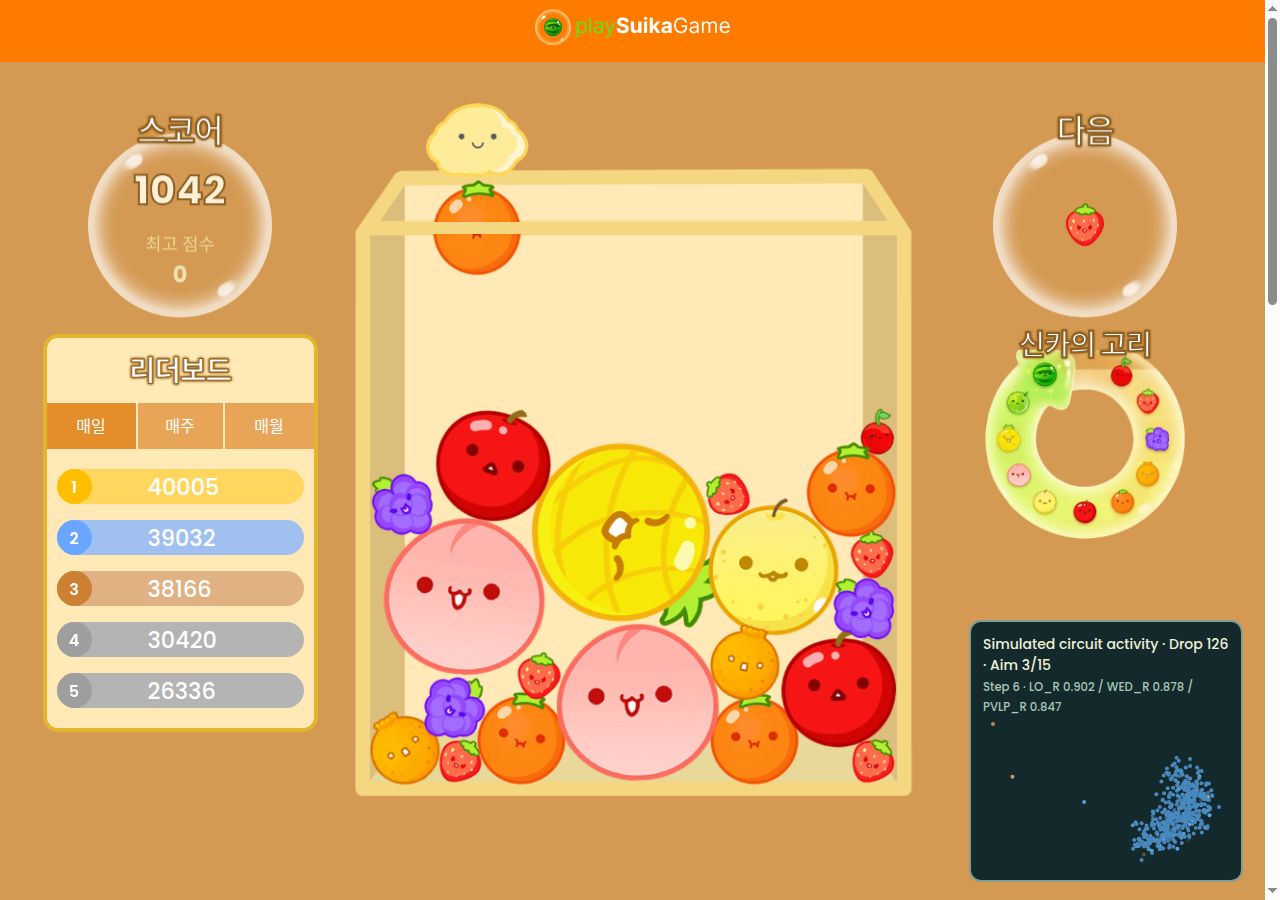 playSuikaGame
스코어
1042
최고 점수
0
다음
신카의 고리
리더보드
매일
매주
매월
1
40005
2
39032
3
38166
4
30420
5
26336
Simulated circuit activity · Drop 126
· Aim 3/15
Step 6 · LO_R 0.902 / WED_R 0.878 /
PVLP_R 0.847